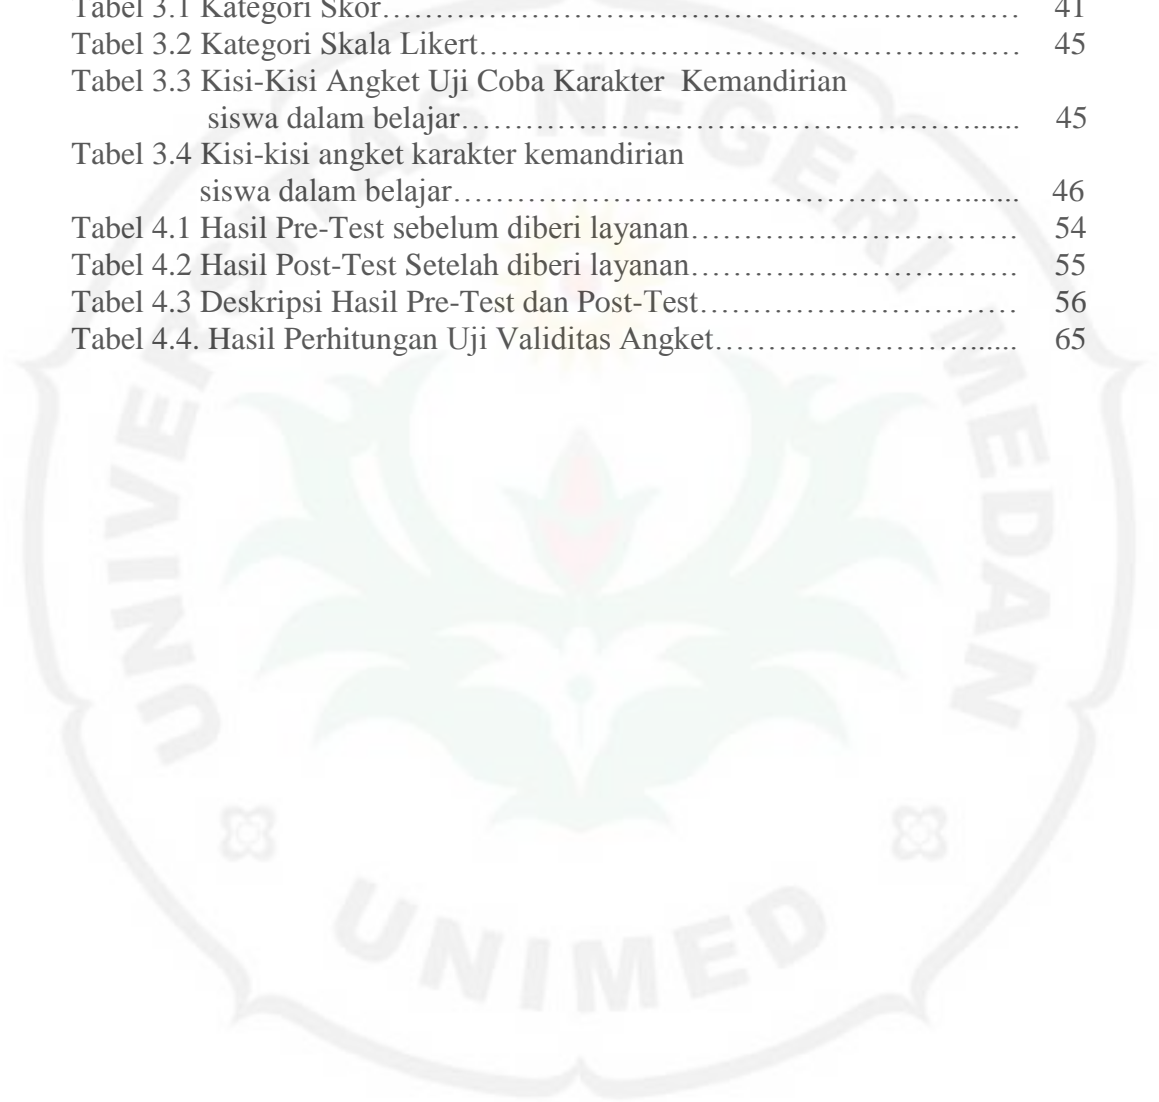 Tabel 3.1 Kategori Skor……………………………………………………… 41
Tabel 3.2 Kategori Skala Likert……………………………………………… 45
Tabel 3.3 Kisi-Kisi Angket Uji Coba Karakter  Kemandirian
siswa dalam belajar……………………………………………...... 45
Tabel 3.4 Kisi-kisi angket karakter kemandirian
siswa dalam belajar……………………………………………....... 46
Tabel 4.1 Hasil Pre-Test sebelum diberi layanan…………………………. 54
Tabel 4.2 Hasil Post-Test Setelah diberi layanan…………………………. 55
Tabel 4.3 Deskripsi Hasil Pre-Test dan Post-Test………………………… 56
Tabel 4.4. Hasil Perhitungan Uji Validitas Angket……………………...... 65
UNIVERSITAS NEGERI MEDAN
UNIMED